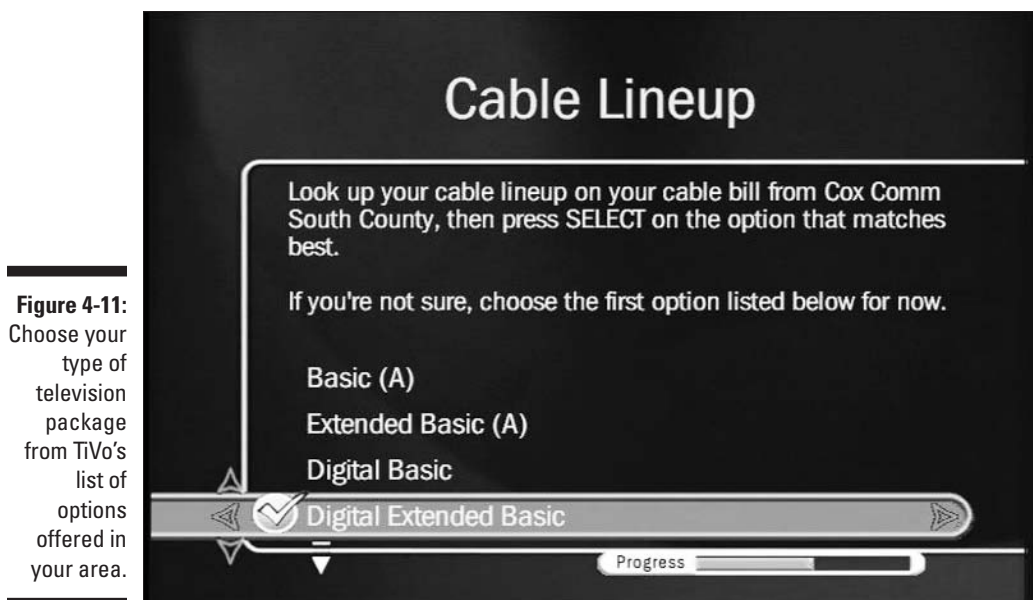 Cable Lineup
Look up your cable lineup on your cable bill from Cox Comm
South County, then press SELECT on the option that matches
best.
If you're not sure, choose the first option listed below for now.
Basic (A)
Extended Basic (A)
Digital Basic
Digital Extended Basic
Progress
Figure 4-11:
Choose your
type of
television
package
from TiVo's
list of
options
offered in
your area.